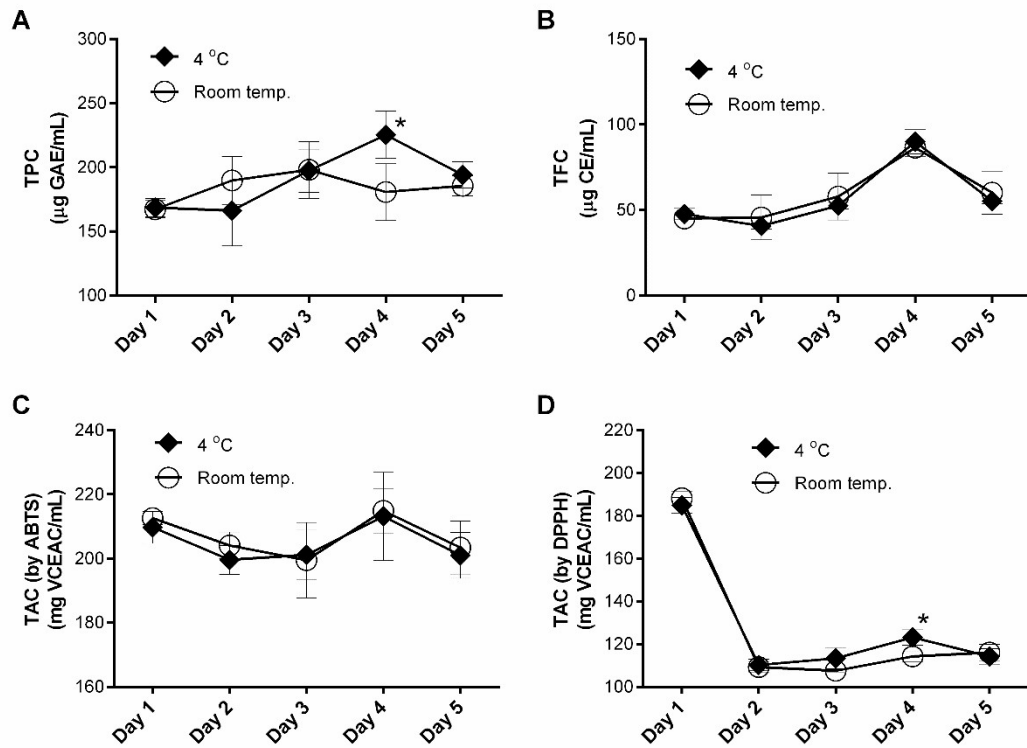 A
300
250
200
150
100
TPC
(µg GAE/mL)
4 °C
Room temp.
*
Day 1
Day 2
Day 3
Day 4
Day 5
B
150
100
50
0
TFC
(µg CE/mL)
4 °C
Room temp.
Day 1
Day 2
Day 3
Day 4
Day 5
C
240
220
200
180
160
TAC (by ABTS)
(mg VCEAC/mL)
4 °C
Room temp.
Day 1
Day 2
Day 3
Day 4
Day 5
D
220
200
180
160
140
120
100
TAC (by DPPH)
(mg VCEAC/mL)
4 °C
Room temp.
*
Day 1
Day 2
Day 3
Day 4
Day 5